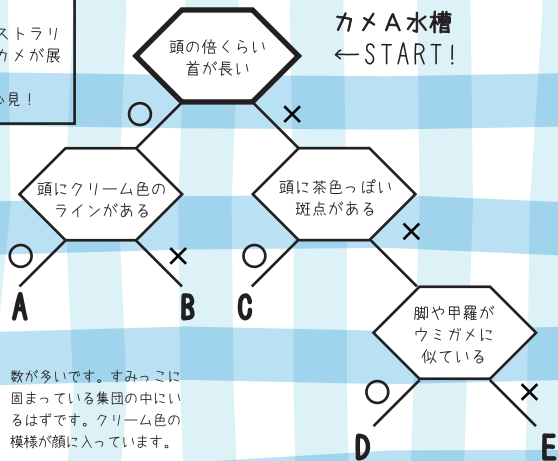 ストラリ
カメが展
必見！
カメA水槽
←START!
頭の倍くらい
首が長い
○
×
頭にクリーム色の
ラインがある
頭に茶色っぽい
斑点がある
○
×
○
×
A
B
C
脚や甲羅が
ウミガメに
似ている
○
×
D
E
数が多いです。すみっこに
固まっている集団の中にい
るはずです。クリーム色の
模様が顔に入っています。